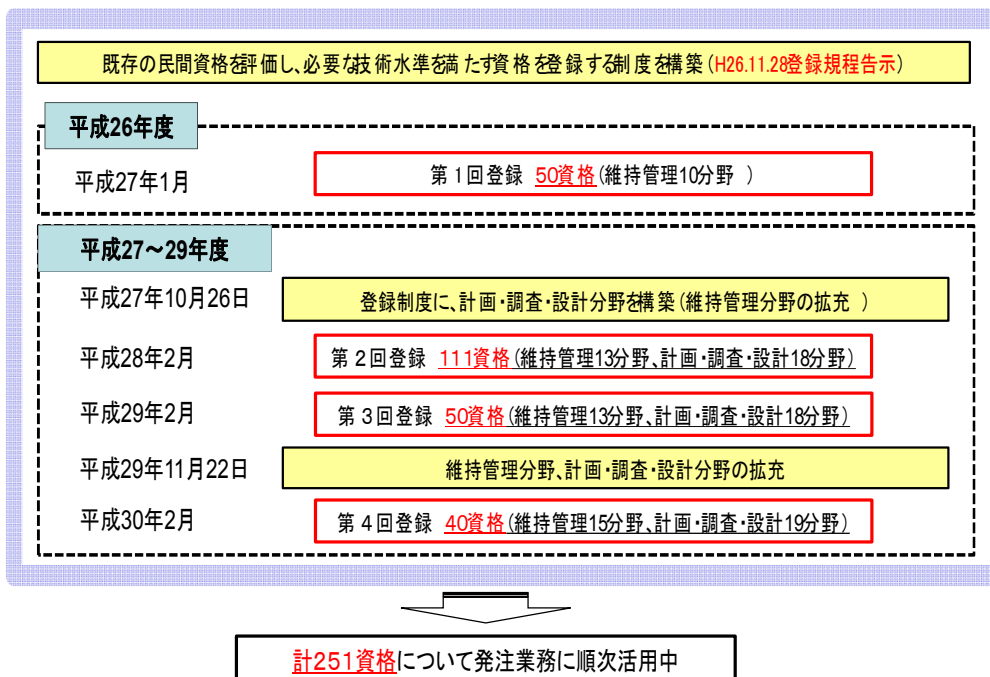 既存の民間資格を評価し、必要な技術水準を満たす資格を登録する制度を構築(H26.11.28登録規程告示)
平成26年度
平成27年1月
第1回登録 50資格(維持管理10分野 )
平成27～29年度
平成27年10月26日
登録制度に、計画・調査・設計分野を構築(維持管理分野の拡充 )
平成28年2月
第2回登録 111資格(維持管理13分野、計画・調査・設計18分野)
平成29年2月
第3回登録 50資格(維持管理13分野、計画・調査・設計18分野)
平成29年11月22日
維持管理分野、計画・調査・設計分野の拡充
平成30年2月
第4回登録 40資格(維持管理15分野、計画・調査・設計19分野)
計251資格について発注業務に順次活用中